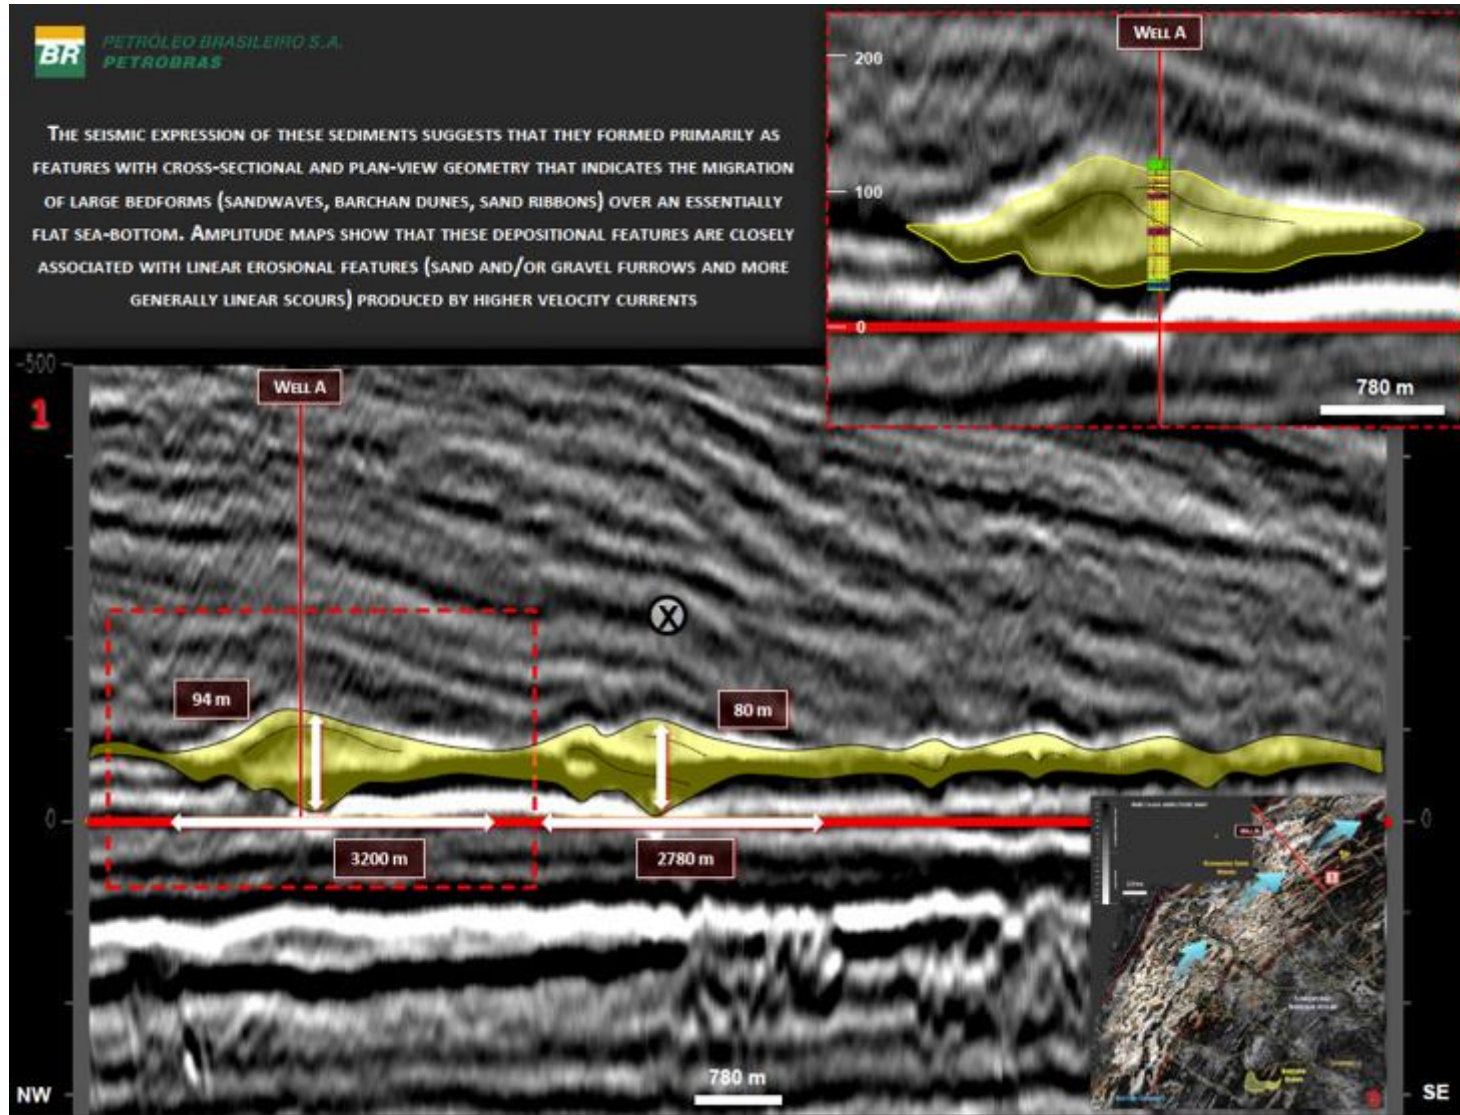 BR
PETRÓLEO BRASILEIRO S.A.
PETROBRAS
THE SEISMIC EXPRESSION OF THESE SEDIMENTS SUGGESTS THAT THEY FORMED PRIMARILY AS
FEATURES WITH CROSS-SECTIONAL AND PLAN-VIEW GEOMETRY THAT INDICATES THE MIGRATION
OF LARGE BEDFORMS (SANDWAVES, BARCHAN DUNES, SAND RIBBONS) OVER AN ESSENTIALLY
FLAT SEA-BOTTOM. AMPLITUDE MAPS SHOW THAT THESE DEPOSITIONAL FEATURES ARE CLOSELY
ASSOCIATED WITH LINEAR EROSIONAL FEATURES (SAND AND/OR GRAVEL FURROWS AND MORE
GENERALLY LINEAR SCOURS) PRODUCED BY HIGHER VELOCITY CURRENTS
WELL A
200
100
0
780 m
-500
1
WELL A
X
94 m
80 m
0
0
3200 m
2780 m
WELL A
1
780 m
NW
SE